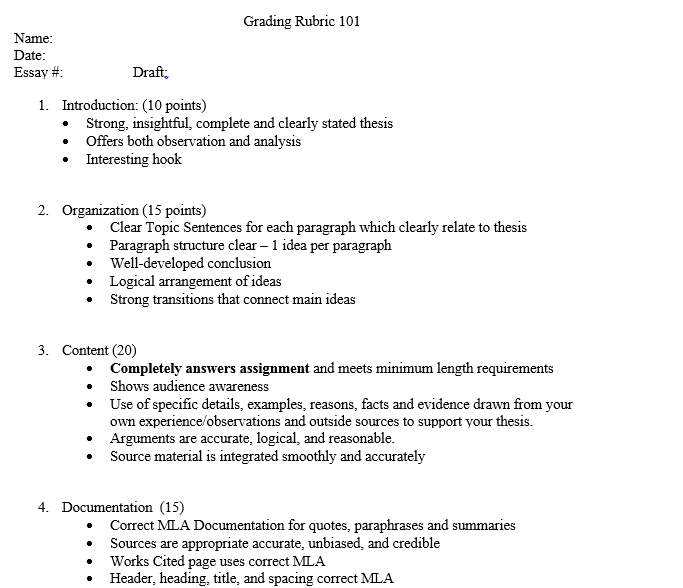 Grading Rubric 101
Name:
Date:
Essay #: Draft:
1. Introduction: (10 points)
• Strong, insightful, complete and clearly stated thesis
• Offers both observation and analysis
• Interesting hook
2. Organization (15 points)
• Clear Topic Sentences for each paragraph which clearly relate to thesis
• Paragraph structure clear – 1 idea per paragraph
• Well-developed conclusion
• Logical arrangement of ideas
• Strong transitions that connect main ideas
3. Content (20)
• Completely answers assignment and meets minimum length requirements
• Shows audience awareness
• Use of specific details, examples, reasons, facts and evidence drawn from your
own experience/observations and outside sources to support your thesis.
• Arguments are accurate, logical, and reasonable.
• Source material is integrated smoothly and accurately
4. Documentation (15)
• Correct MLA Documentation for quotes, paraphrases and summaries
• Sources are appropriate accurate, unbiased, and credible
• Works Cited page uses correct MLA
• Header, heading, title, and spacing correct MLA